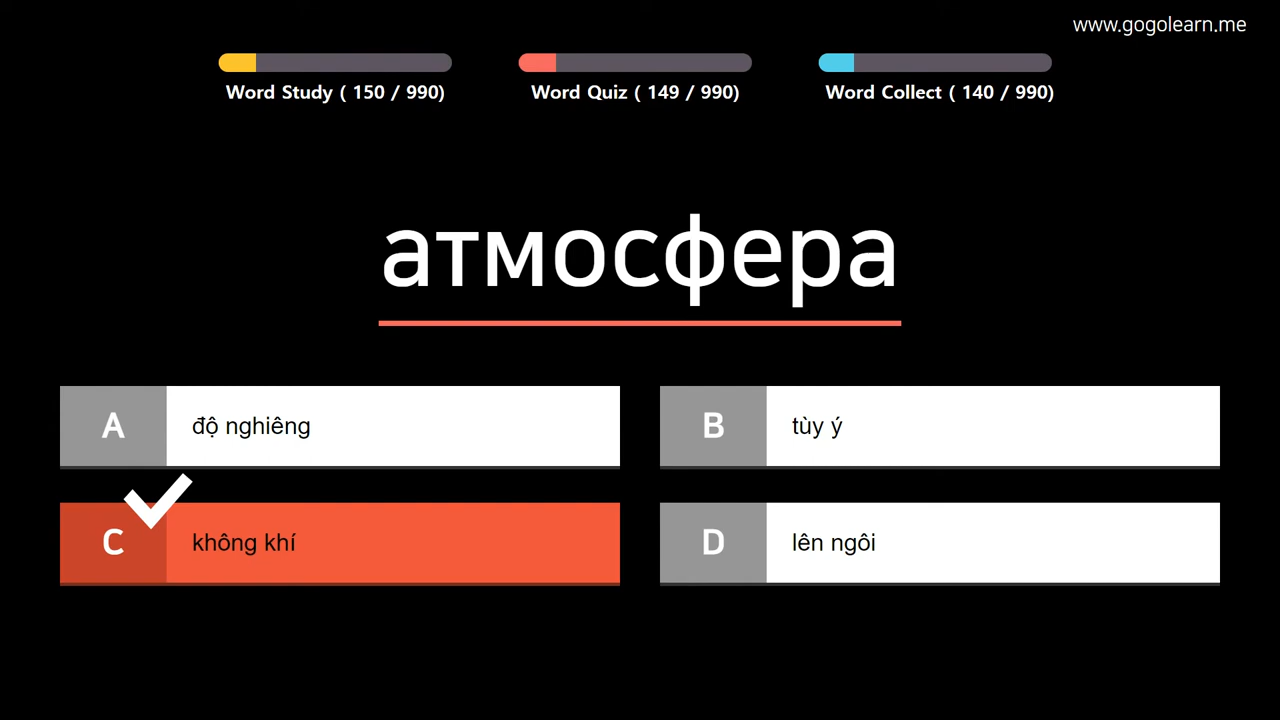 www.gogolearn.me
Word Study ( 150 / 990)
Word Quiz ( 149 / 990)
Word Collect ( 140 / 990)
атмосфера
A độ nghiêng
B tùy ý
C không khí
D lên ngôi